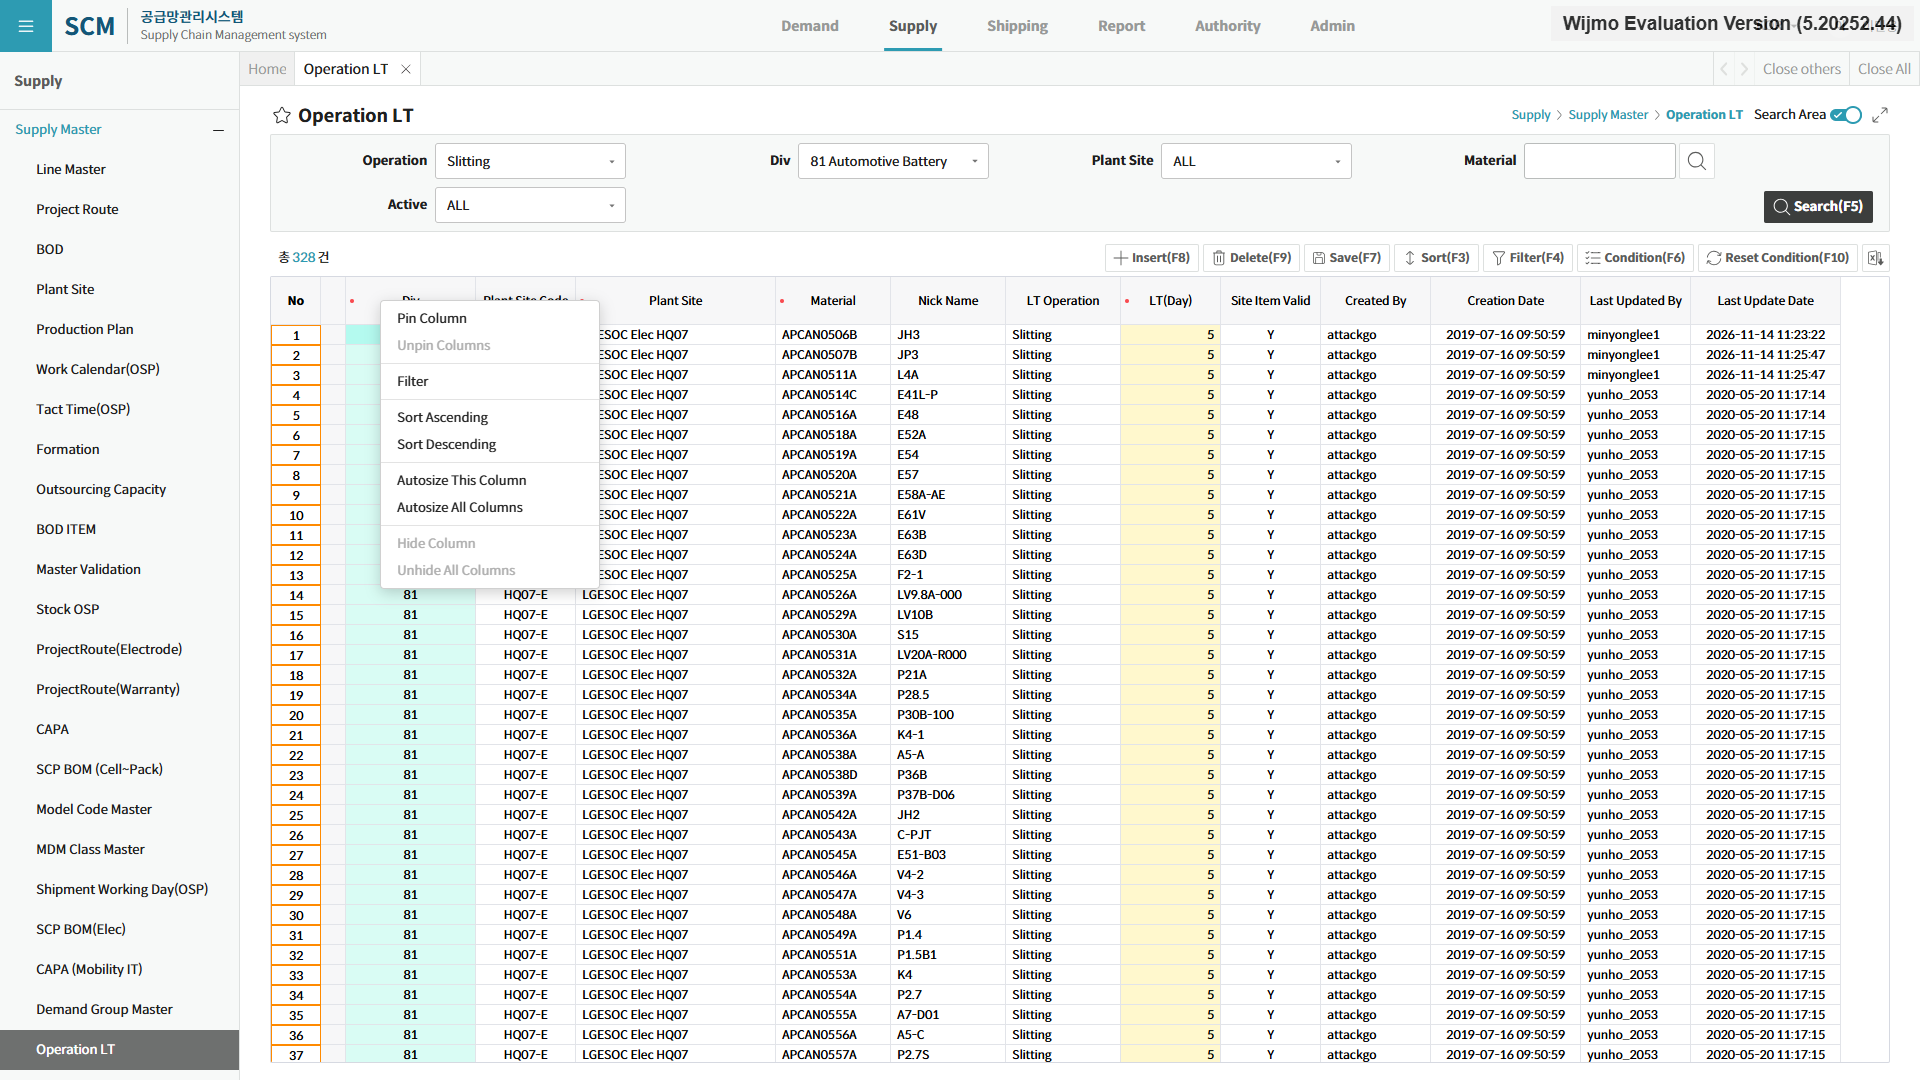 SCM 공급망관리시스템
Supply Chain Management system
Demand Supply Shipping Report Authority Admin
Wijmo Evaluation Version (5.20252.44)
Supply
Home Operation LT Close others Close All
Supply Master
Line Master
Project Route
BOD
Plant Site
Production Plan
Work Calendar(OSP)
Tact Time(OSP)
Formation
Outsourcing Capacity
BOD ITEM
Master Validation
Stock OSP
ProjectRoute(Electrode)
ProjectRoute(Warranty)
CAPA
SCP BOM (Cell~Pack)
Model Code Master
MDM Class Master
Shipment Working Day(OSP)
SCP BOM(Elec)
CAPA (Mobility IT)
Demand Group Master
Operation LT
Operation LT
Supply > Supply Master > Operation LT Search Area
Operation Slitting Div 81 Automotive Battery Plant Site ALL Material
Active ALL
Search(F5)
총 328 건
Insert(F8) Delete(F9) Save(F7) Sort(F3) Filter(F4) Condition(F6) Reset Condition(F10)
No Div Plant Site Code Plant Site Material Nick Name LT Operation LT(Day) Site Item Valid Created By Creation Date Last Updated By Last Update Date
Pin Column
Unpin Columns
Filter
Sort Ascending
Sort Descending
Autosize This Column
Autosize All Columns
Hide Column
Unhide All Columns
1 ESOC Elec HQ07 APCAN0506B JH3 Slitting 5 Y attackgo 2019-07-16 09:50:59 minyonglee1 2026-11-14 11:23:22
2 ESOC Elec HQ07 APCAN0507B JP3 Slitting 5 Y attackgo 2019-07-16 09:50:59 minyonglee1 2026-11-14 11:25:47
3 ESOC Elec HQ07 APCAN0511A L4A Slitting 5 Y attackgo 2019-07-16 09:50:59 minyonglee1 2026-11-14 11:25:47
4 ESOC Elec HQ07 APCAN0514C E41L-P Slitting 5 Y attackgo 2019-07-16 09:50:59 yunho_2053 2020-05-20 11:17:14
5 ESOC Elec HQ07 APCAN0516A E48 Slitting 5 Y attackgo 2019-07-16 09:50:59 yunho_2053 2020-05-20 11:17:14
6 ESOC Elec HQ07 APCAN0518A E52A Slitting 5 Y attackgo 2019-07-16 09:50:59 yunho_2053 2020-05-20 11:17:15
7 ESOC Elec HQ07 APCAN0519A E54 Slitting 5 Y attackgo 2019-07-16 09:50:59 yunho_2053 2020-05-20 11:17:15
8 ESOC Elec HQ07 APCAN0520A E57 Slitting 5 Y attackgo 2019-07-16 09:50:59 yunho_2053 2020-05-20 11:17:15
9 ESOC Elec HQ07 APCAN0521A E58A-AE Slitting 5 Y attackgo 2019-07-16 09:50:59 yunho_2053 2020-05-20 11:17:15
10 ESOC Elec HQ07 APCAN0522A E61V Slitting 5 Y attackgo 2019-07-16 09:50:59 yunho_2053 2020-05-20 11:17:15
11 ESOC Elec HQ07 APCAN0523A E63B Slitting 5 Y attackgo 2019-07-16 09:50:59 yunho_2053 2020-05-20 11:17:15
12 ESOC Elec HQ07 APCAN0524A E63D Slitting 5 Y attackgo 2019-07-16 09:50:59 yunho_2053 2020-05-20 11:17:15
13 ESOC Elec HQ07 APCAN0525A F2-1 Slitting 5 Y attackgo 2019-07-16 09:50:59 yunho_2053 2020-05-20 11:17:15
14 81 HQ07-E LGESOC Elec HQ07 APCAN0526A LV9.8A-000 Slitting 5 Y attackgo 2019-07-16 09:50:59 yunho_2053 2020-05-20 11:17:15
15 81 HQ07-E LGESOC Elec HQ07 APCAN0529A LV10B Slitting 5 Y attackgo 2019-07-16 09:50:59 yunho_2053 2020-05-20 11:17:15
16 81 HQ07-E LGESOC Elec HQ07 APCAN0530A S15 Slitting 5 Y attackgo 2019-07-16 09:50:59 yunho_2053 2020-05-20 11:17:15
17 81 HQ07-E LGESOC Elec HQ07 APCAN0531A LV20A-R000 Slitting 5 Y attackgo 2019-07-16 09:50:59 yunho_2053 2020-05-20 11:17:15
18 81 HQ07-E LGESOC Elec HQ07 APCAN0532A P21A Slitting 5 Y attackgo 2019-07-16 09:50:59 yunho_2053 2020-05-20 11:17:15
19 81 HQ07-E LGESOC Elec HQ07 APCAN0534A P28.5 Slitting 5 Y attackgo 2019-07-16 09:50:59 yunho_2053 2020-05-20 11:17:15
20 81 HQ07-E LGESOC Elec HQ07 APCAN0535A P30B-100 Slitting 5 Y attackgo 2019-07-16 09:50:59 yunho_2053 2020-05-20 11:17:15
21 81 HQ07-E LGESOC Elec HQ07 APCAN0536A K4-1 Slitting 5 Y attackgo 2019-07-16 09:50:59 yunho_2053 2020-05-20 11:17:15
22 81 HQ07-E LGESOC Elec HQ07 APCAN0538A A5-A Slitting 5 Y attackgo 2019-07-16 09:50:59 yunho_2053 2020-05-20 11:17:15
23 81 HQ07-E LGESOC Elec HQ07 APCAN0538D P36B Slitting 5 Y attackgo 2019-07-16 09:50:59 yunho_2053 2020-05-20 11:17:15
24 81 HQ07-E LGESOC Elec HQ07 APCAN0539A P37B-D06 Slitting 5 Y attackgo 2019-07-16 09:50:59 yunho_2053 2020-05-20 11:17:15
25 81 HQ07-E LGESOC Elec HQ07 APCAN0542A JH2 Slitting 5 Y attackgo 2019-07-16 09:50:59 yunho_2053 2020-05-20 11:17:15
26 81 HQ07-E LGESOC Elec HQ07 APCAN0543A C-PJT Slitting 5 Y attackgo 2019-07-16 09:50:59 yunho_2053 2020-05-20 11:17:15
27 81 HQ07-E LGESOC Elec HQ07 APCAN0545A E51-B03 Slitting 5 Y attackgo 2019-07-16 09:50:59 yunho_2053 2020-05-20 11:17:15
28 81 HQ07-E LGESOC Elec HQ07 APCAN0546A V4-2 Slitting 5 Y attackgo 2019-07-16 09:50:59 yunho_2053 2020-05-20 11:17:15
29 81 HQ07-E LGESOC Elec HQ07 APCAN0547A V4-3 Slitting 5 Y attackgo 2019-07-16 09:50:59 yunho_2053 2020-05-20 11:17:15
30 81 HQ07-E LGESOC Elec HQ07 APCAN0548A V6 Slitting 5 Y attackgo 2019-07-16 09:50:59 yunho_2053 2020-05-20 11:17:15
31 81 HQ07-E LGESOC Elec HQ07 APCAN0549A P1.4 Slitting 5 Y attackgo 2019-07-16 09:50:59 yunho_2053 2020-05-20 11:17:15
32 81 HQ07-E LGESOC Elec HQ07 APCAN0551A P1.5B1 Slitting 5 Y attackgo 2019-07-16 09:50:59 yunho_2053 2020-05-20 11:17:15
33 81 HQ07-E LGESOC Elec HQ07 APCAN0553A K4 Slitting 5 Y attackgo 2019-07-16 09:50:59 yunho_2053 2020-05-20 11:17:15
34 81 HQ07-E LGESOC Elec HQ07 APCAN0554A P2.7 Slitting 5 Y attackgo 2019-07-16 09:50:59 yunho_2053 2020-05-20 11:17:15
35 81 HQ07-E LGESOC Elec HQ07 APCAN0555A A7-D01 Slitting 5 Y attackgo 2019-07-16 09:50:59 yunho_2053 2020-05-20 11:17:15
36 81 HQ07-E LGESOC Elec HQ07 APCAN0556A A5-C Slitting 5 Y attackgo 2019-07-16 09:50:59 yunho_2053 2020-05-20 11:17:15
37 81 HQ07-E LGESOC Elec HQ07 APCAN0557A P2.7S Slitting 5 Y attackgo 2019-07-16 09:50:59 yunho_2053 2020-05-20 11:17:15